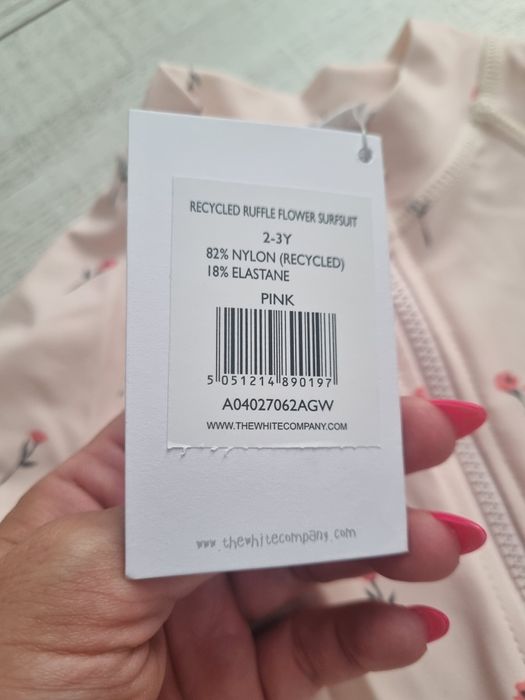 RECYCLED RUFFLE FLOWER SURFSUIT
2-3Y
82% NYLON (RECYCLED)
18% ELASTANE
PINK
5 051214 890197
A04027062AGW
WWW.THEWHITECOMPANY.COM
www.thewhitecompany.com